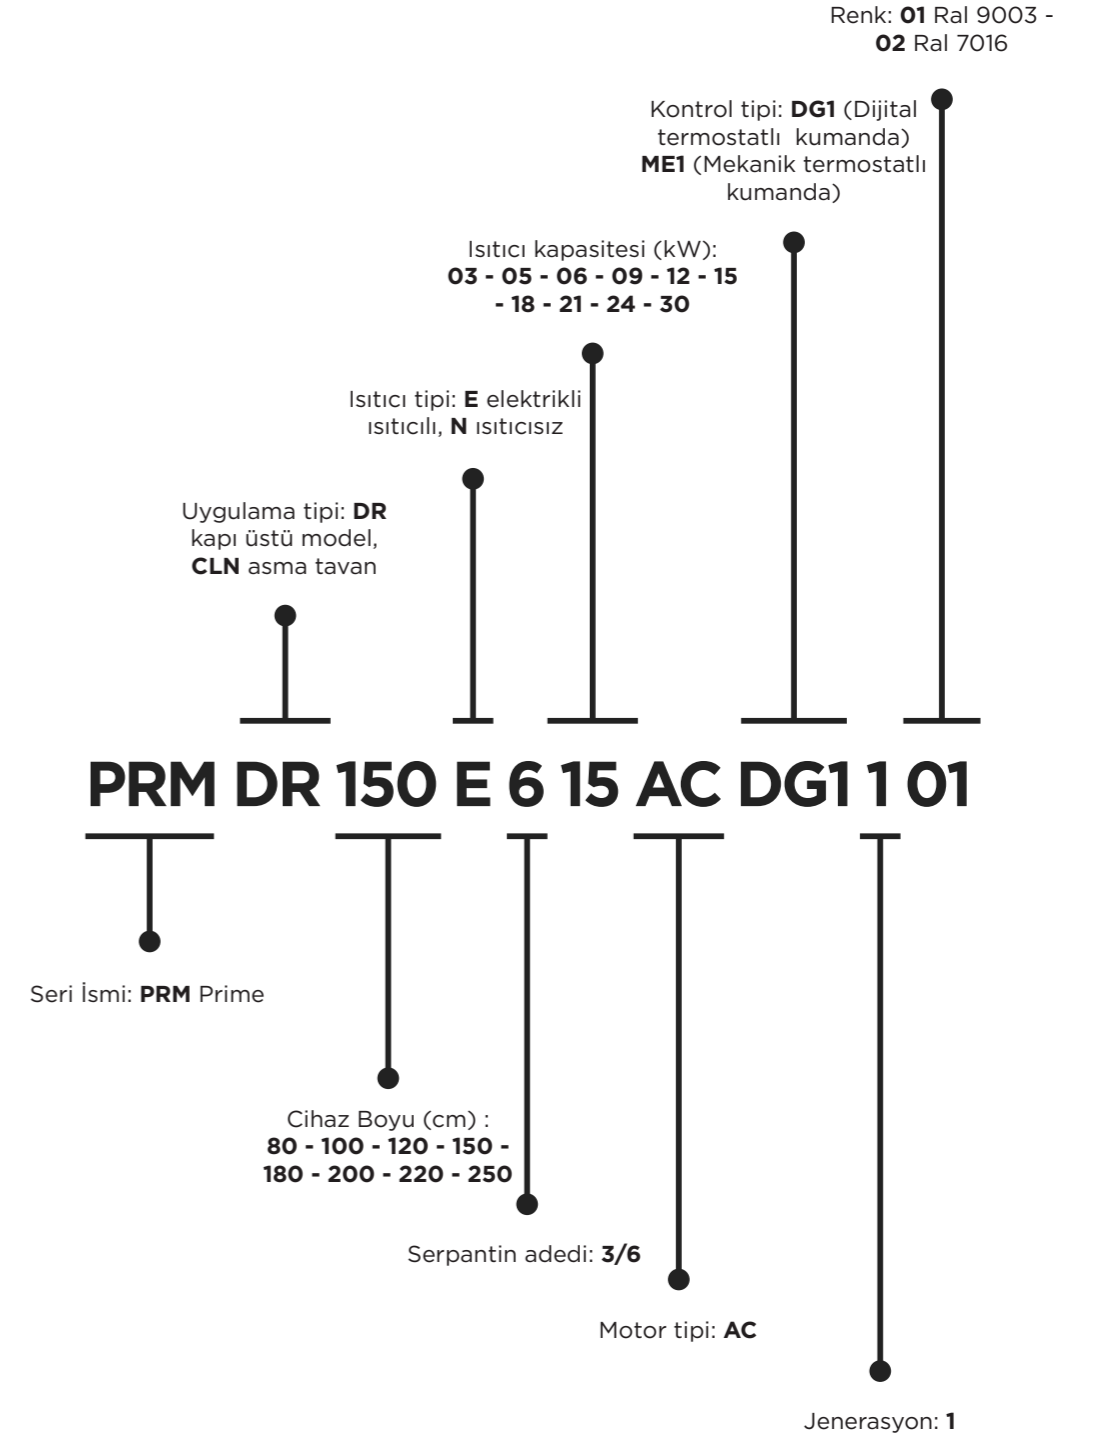 Renk: 01 Ral 9003 -
02 Ral 7016
Kontrol tipi: DG1 (Dijital
termostatlı kumanda)
ME1 (Mekanik termostatlı
kumanda)
Isıtıcı kapasitesi (kW):
03 - 05 - 06 - 09 - 12 - 15
- 18 - 21 - 24 - 30
Isıtıcı tipi: E elektrikli
ısıtıcılı, N ısıtıcısız
Uygulama tipi: DR
kapı üstü model,
CLN asma tavan
PRM DR 150 E 6 15 AC DG1 1 01
Seri İsmi: PRM Prime
Cihaz Boyu (cm) :
80 - 100 - 120 - 150 -
180 - 200 - 220 - 250
Serpantin adedi: 3/6
Motor tipi: AC
Jenerasyon: 1